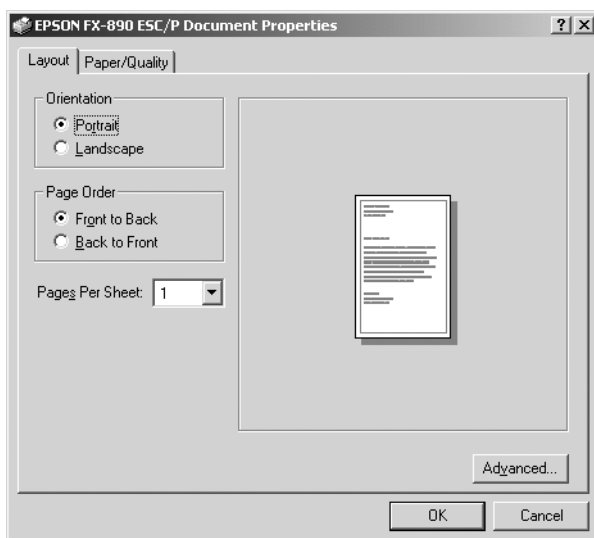 EPSON FX-890 ESC/P Document Properties
Layout
Paper/Quality
Orientation
Portrait
Landscape
Page Order
Front to Back
Back to Front
Pages Per Sheet:
1
Advanced...
OK
Cancel